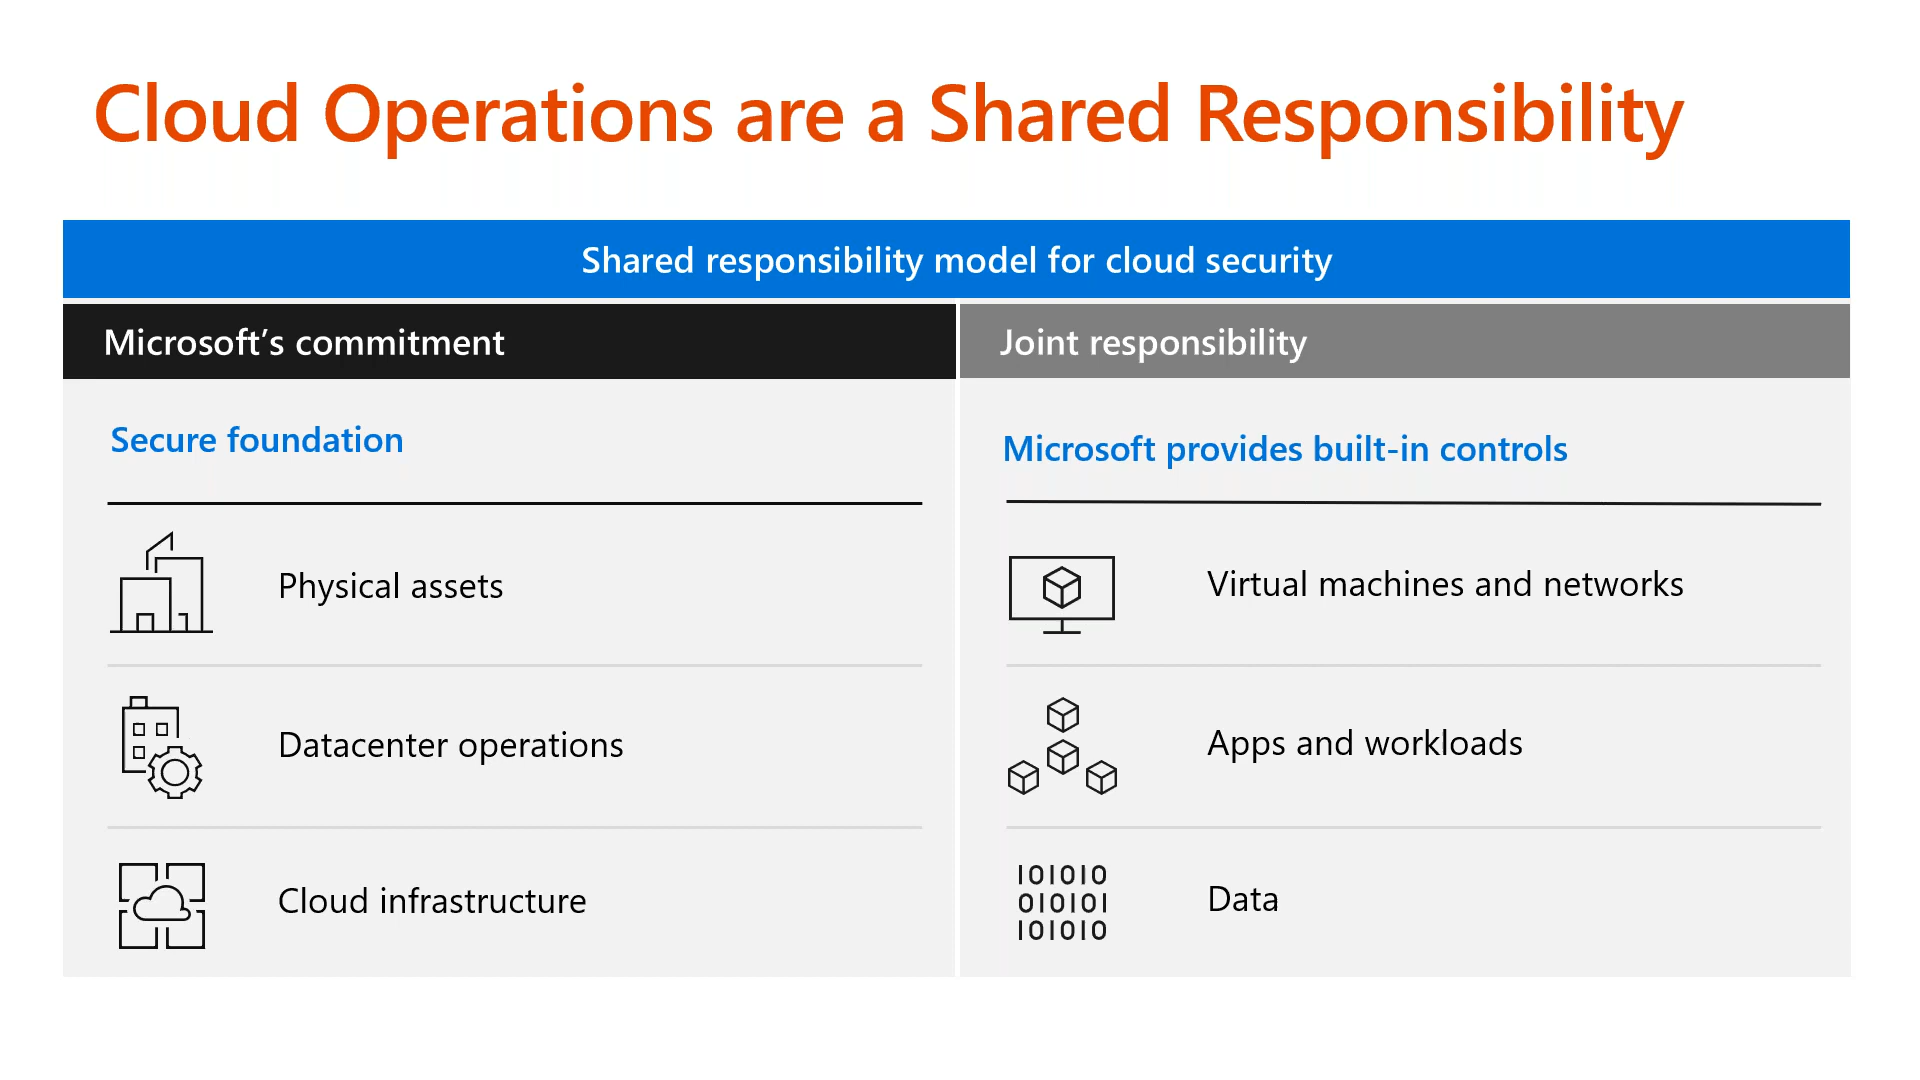 Cloud Operations are a Shared Responsibility
Shared responsibility model for cloud security
Microsoft’s commitment
Secure foundation
Physical assets
Datacenter operations
Cloud infrastructure
Joint responsibility
Microsoft provides built-in controls
Virtual machines and networks
Apps and workloads
101010
010101
101010
Data